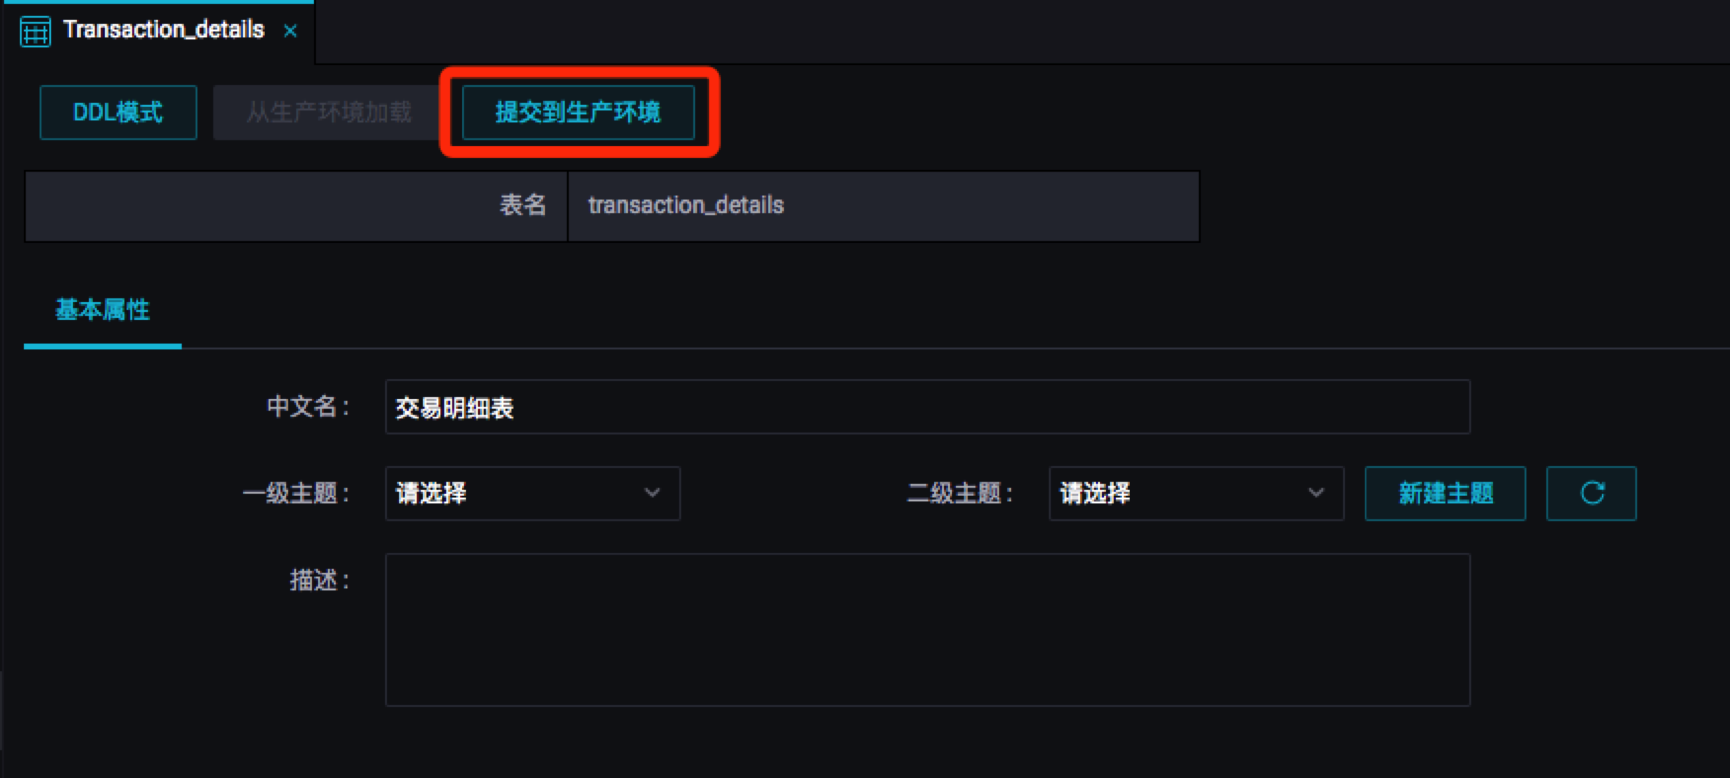 Transaction_details
DDL模式 从生产环境加载 提交到生产环境
表名 transaction_details
基本属性
中文名： 交易明细表
一级主题： 请选择 二级主题： 请选择 新建主题
描述：